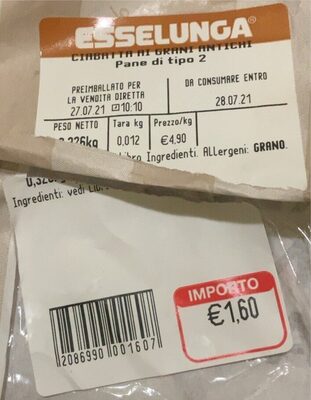 ESSELUNGA®
CIABATTA AI GRANI ANTICHI
Pane di tipo 2
PREIMBALLATO PER
LA VENDITA DIRETTA
27.07.21 10:10
DA CONSUMARE ENTRO
28.07.21
PESO NETTO Tara kg Prezzo/kg
0,012 €4,90
Ingredienti. Allergeni: GRANO.
Ingredienti: vedi
IMPORTO
€1,60
2086990 001607